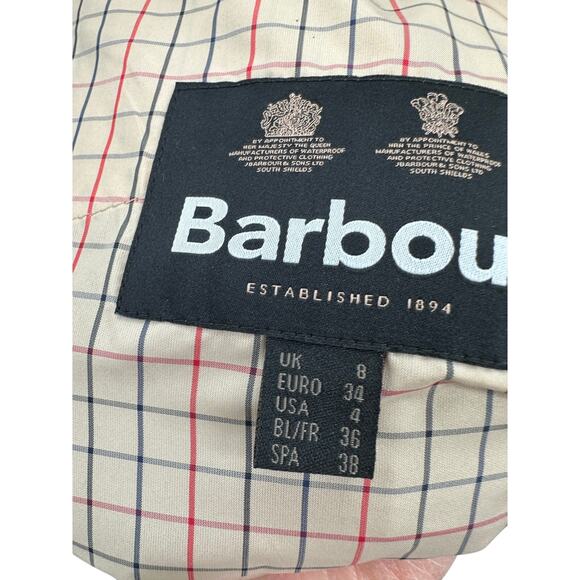 BY APPOINTMENT TO
HER MAJESTY THE QUEEN
MANUFACTURERS OF WATERPROOF
AND PROTECTIVE CLOTHING
J BARBOUR & SONS LTD
SOUTH SHIELDS
BY APPOINTMENT TO
HRH THE PRINCE OF WALES
MANUFACTURERS OF WATERPROOF
AND PROTECTIVE CLOTHING
J BARBOUR & SONS LTD
SOUTH SHIELDS
Barbou
ESTABLISHED 1894
UK 8
EURO 34
USA 4
BL/FR 36
SPA 38